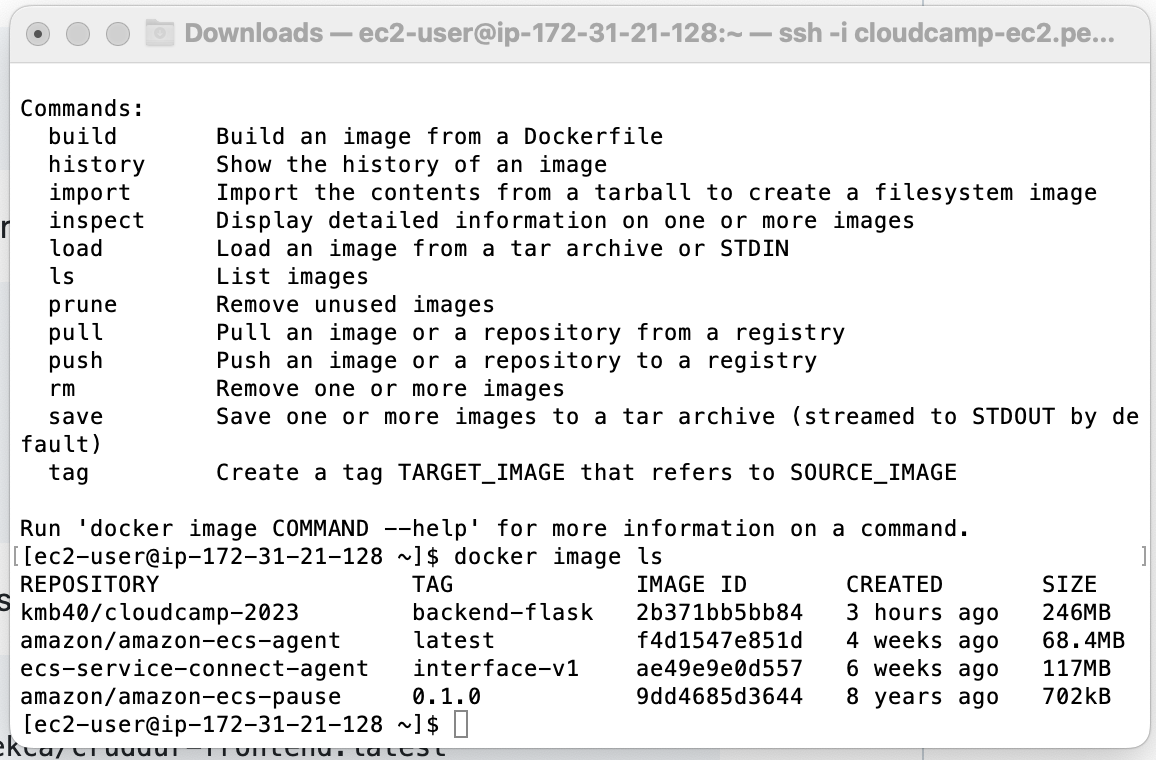 Downloads — ec2-user@ip-172-31-21-128:~ — ssh -i cloudcamp-ec2.pe...
Commands:
  build       Build an image from a Dockerfile
  history     Show the history of an image
  import      Import the contents from a tarball to create a filesystem image
  inspect     Display detailed information on one or more images
  load        Load an image from a tar archive or STDIN
  ls          List images
  prune       Remove unused images
  pull        Pull an image or a repository from a registry
  push        Push an image or a repository to a registry
  rm          Remove one or more images
  save        Save one or more images to a tar archive (streamed to STDOUT by de
fault)
  tag         Create a tag TARGET_IMAGE that refers to SOURCE_IMAGE
Run 'docker image COMMAND --help' for more information on a command.
[[ec2-user@ip-172-31-21-128 ~]$ docker image ls ]
REPOSITORY                  TAG             IMAGE ID       CREATED       SIZE
kmb40/cloudcamp-2023        backend-flask   2b371bb5bb84   3 hours ago   246MB
amazon/amazon-ecs-agent     latest          f4d1547e851d   4 weeks ago   68.4MB
ecs-service-connect-agent   interface-v1    ae49e9e0d557   6 weeks ago   117MB
amazon/amazon-ecs-pause     0.1.0           9dd4685d3644   8 years ago   702kB
[ec2-user@ip-172-31-21-128 ~]$